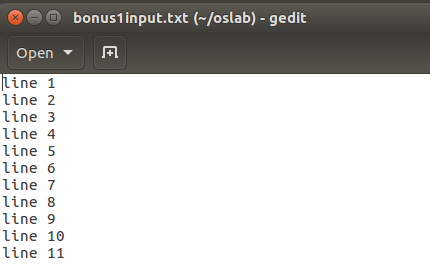 bonus1input.txt (~/oslab) - gedit
Open
line 1
line 2
line 3
line 4
line 5
line 6
line 7
line 8
line 9
line 10
line 11